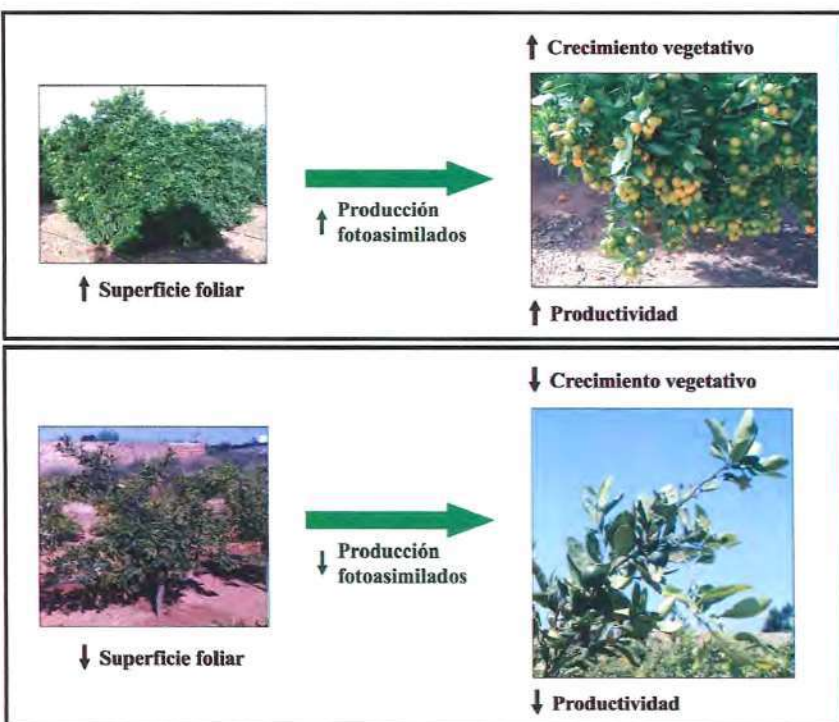 ↑ Crecimiento vegetativo
↑ Producción
fotoasimilados
↑ Superficie foliar
↑ Productividad
↓ Crecimiento vegetativo
↓ Producción
fotoasimilados
↓ Superficie foliar
↓ Productividad